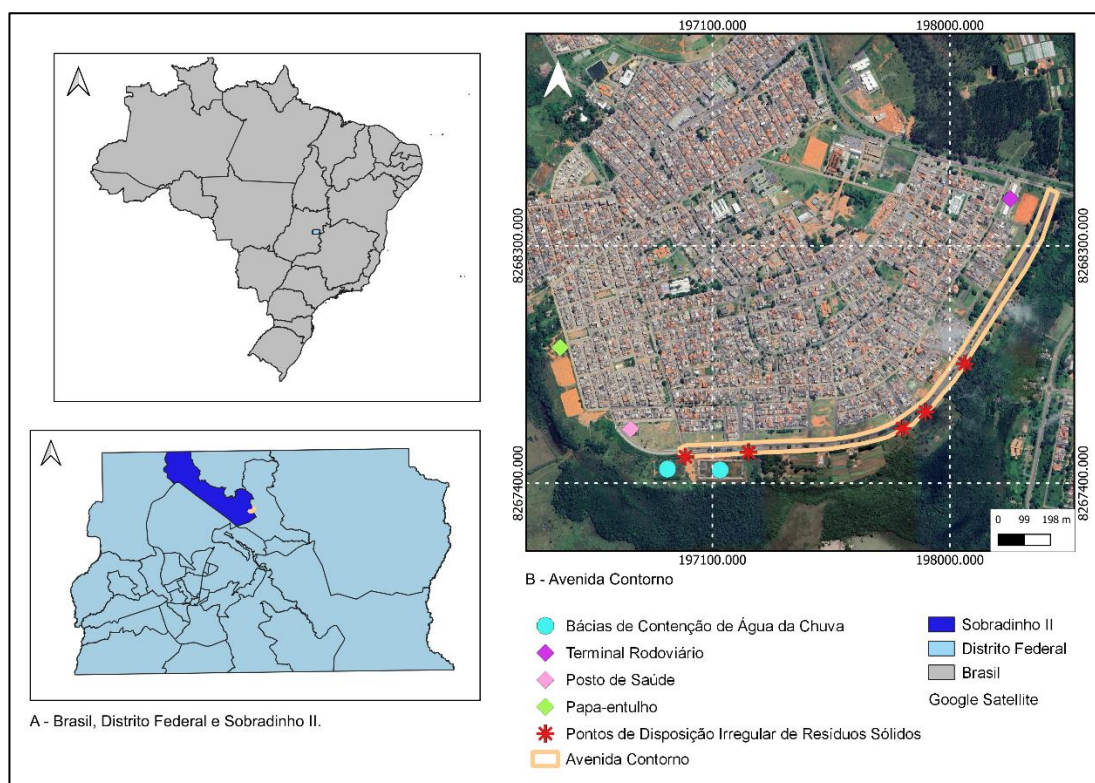 197100.000
198000.000
8268300.000
8268300.000
8267400.000
8267400.000
0 99 198 m
197100.000
198000.000
A - Brasil, Distrito Federal e Sobradinho II.
B - Avenida Contorno
Bácias de Contenção de Água da Chuva
Terminal Rodoviário
Posto de Saúde
Papa-entulho
Pontos de Disposição Irregular de Resíduos Sólidos
Avenida Contorno
Sobradinho II
Distrito Federal
Brasil
Google Satellite